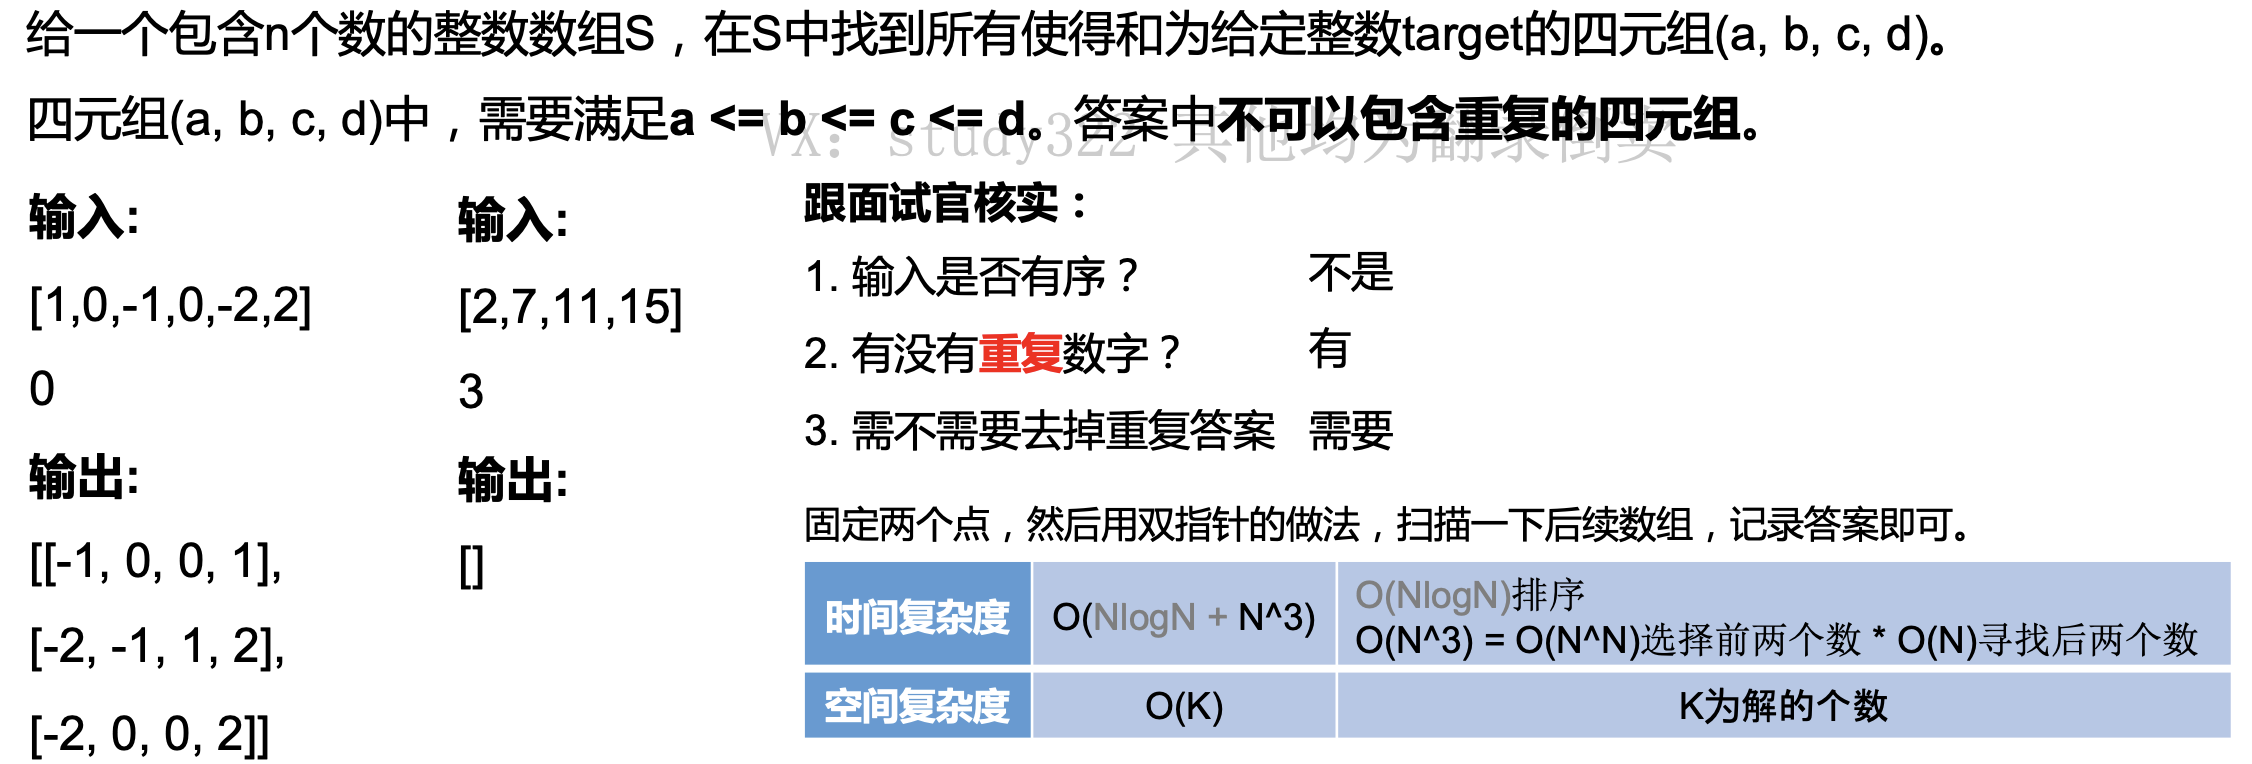 给一个包含n个数的整数数组S，在S中找到所有使得和为给定整数target的四元组(a, b, c, d)。
四元组(a, b, c, d)中，需要满足a <= b <= c <= d。答案中不可以包含重复的四元组。
VX: study322 其他均为翻录倒卖
输入:
[1,0,-1,0,-2,2]
0
输出:
[[-1, 0, 0, 1],
[-2, -1, 1, 2],
[-2, 0, 0, 2]]
输入:
[2,7,11,15]
3
输出:
[]
跟面试官核实：
1. 输入是否有序？ 不是
2. 有没有重复数字？ 有
3. 需不需要去掉重复答案 需要
固定两个点，然后用双指针的做法，扫描一下后续数组，记录答案即可。
时间复杂度 O(NlogN + N^3) O(NlogN)排序
O(N^3) = O(N^N)选择前两个数 * O(N)寻找后两个数
空间复杂度 O(K) K为解的个数